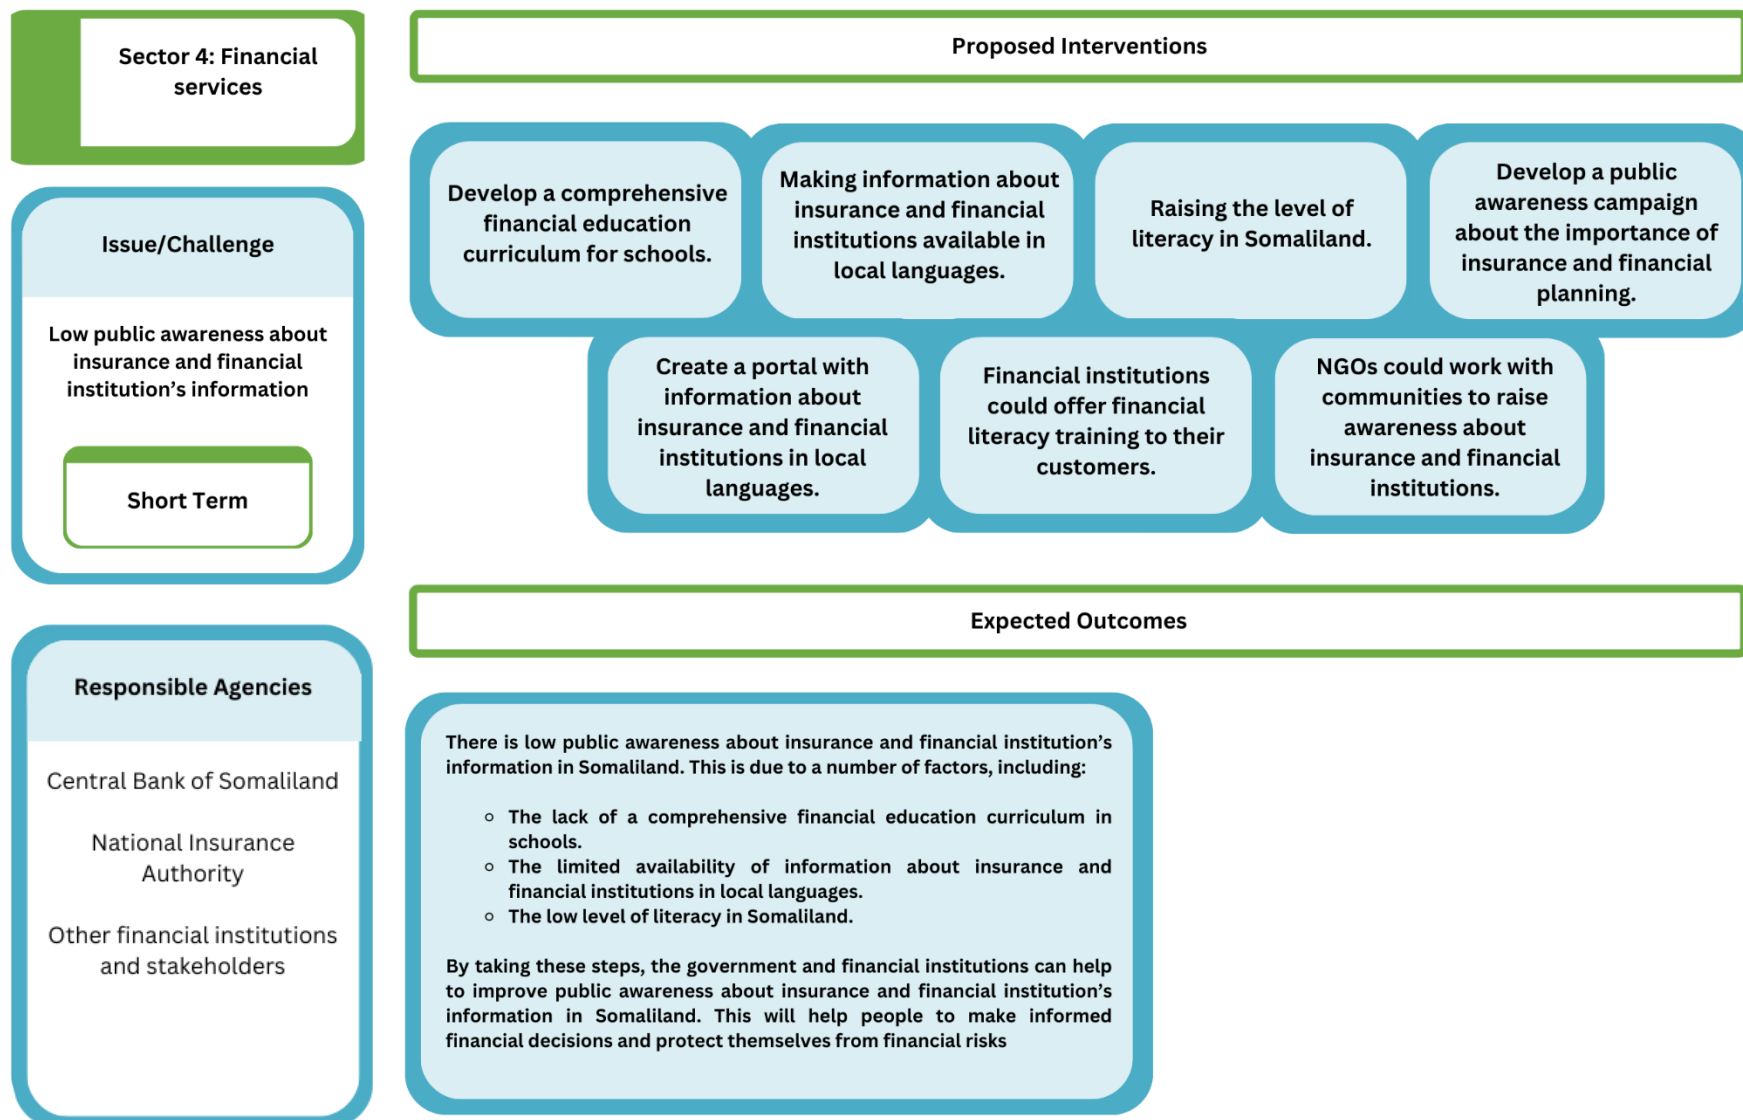 Sector 4: Financial
services
Issue/Challenge
Low public awareness about
insurance and financial
institution’s information
Short Term
Responsible Agencies
Central Bank of Somaliland
National Insurance
Authority
Other financial institutions
and stakeholders
Proposed Interventions
Develop a comprehensive
financial education
curriculum for schools.
Making information about
insurance and financial
institutions available in
local languages.
Raising the level of
literacy in Somaliland.
Develop a public
awareness campaign
about the importance of
insurance and financial
planning.
Create a portal with
information about
insurance and financial
institutions in local
languages.
Financial institutions
could offer financial
literacy training to their
customers.
NGOs could work with
communities to raise
awareness about
insurance and financial
institutions.
Expected Outcomes
There is low public awareness about insurance and financial institution’s
information in Somaliland. This is due to a number of factors, including:
The lack of a comprehensive financial education curriculum in
schools.
The limited availability of information about insurance and
financial institutions in local languages.
The low level of literacy in Somaliland.
By taking these steps, the government and financial institutions can help
to improve public awareness about insurance and financial institution’s
information in Somaliland. This will help people to make informed
financial decisions and protect themselves from financial risks